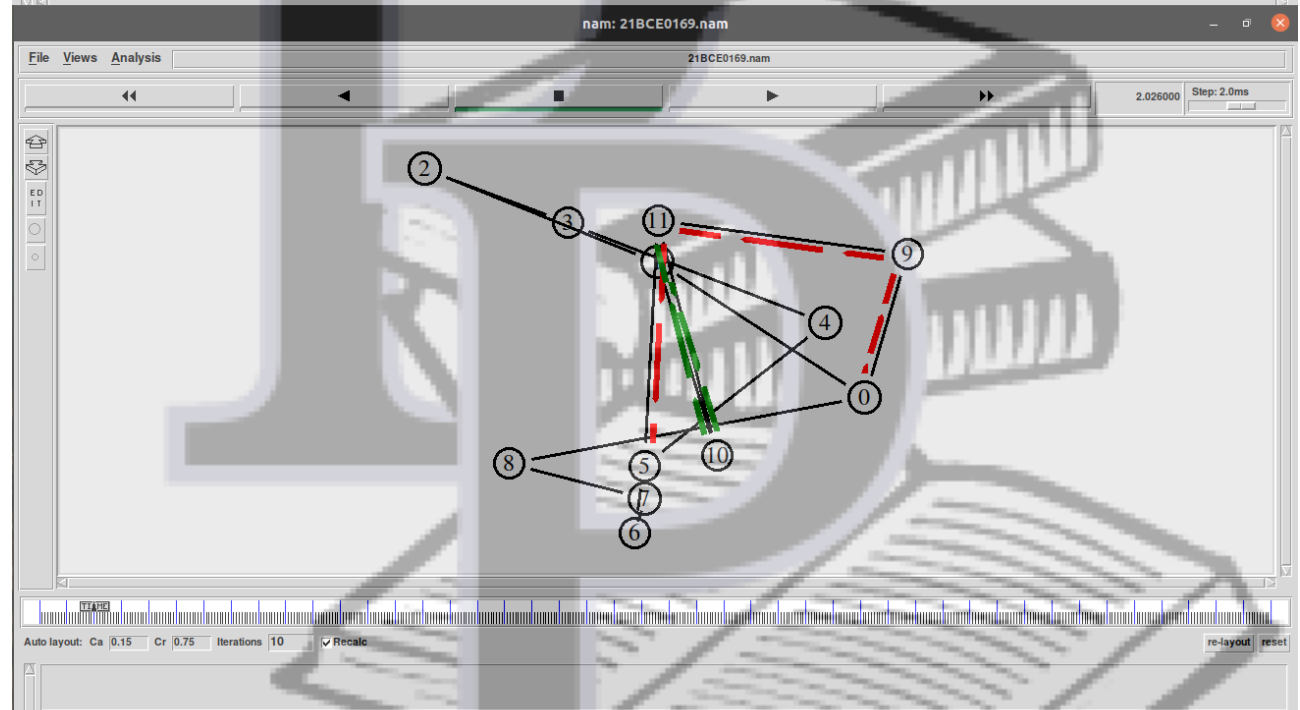 nam: 21BCE0169.nam
File Views Analysis 21BCE0169.nam
2.026000 Step: 2.0ms
E D
I T
2
3
11
9
4
0
8
5
10
7
6
TIME
Auto layout: Ca 0.15 Cr 0.75 Iterations 10 Recalc re-layout reset